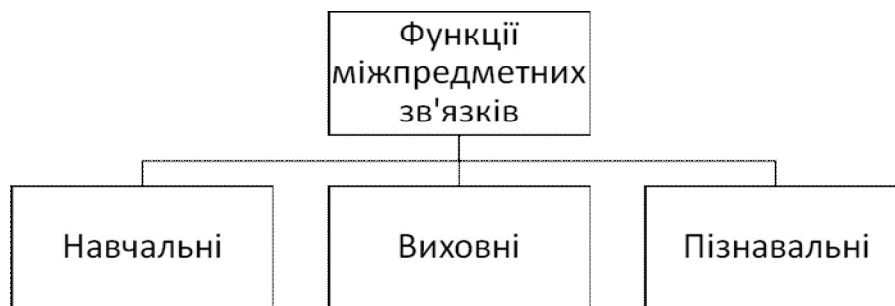 Функції
міжпредметних
зв'язків
Навчальні
Виховні
Пізнавальні